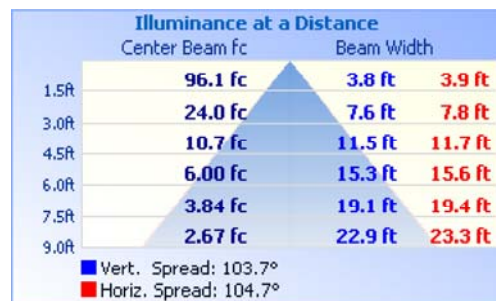 Illuminance at a Distance
Center Beam fc Beam Width
96.1 fc 3.8 ft 3.9 ft
1.5ft
24.0 fc 7.6 ft 7.8 ft
3.0ft
10.7 fc 11.5 ft 11.7 ft
4.5ft
6.00 fc 15.3 ft 15.6 ft
6.0ft
3.84 fc 19.1 ft 19.4 ft
7.5ft
2.67 fc 22.9 ft 23.3 ft
9.0ft
Vert. Spread: 103.7°
Horiz. Spread: 104.7°